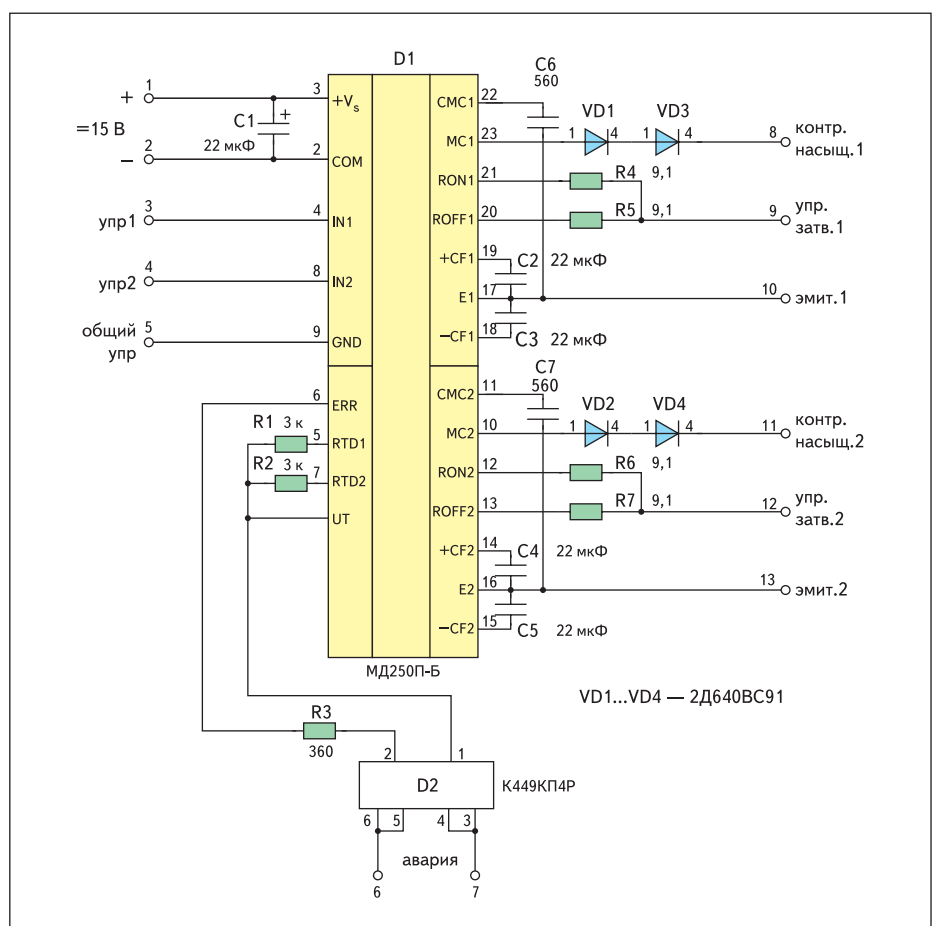 D1
МД250П-Б
+
1
=15 В
−
2
C1
+
22 мкФ
3
+Vs
2
COM
упр1
3
4
IN1
упр2
4
8
IN2
общий
упр
5
9
GND
6
ERR
R1
3 к
5
RTD1
R2
3 к
7
RTD2
UT
CMC1
22
C6
560
MC1
23
VD1
1
4
VD3
1
4
8
контр.
насыщ.1
RON1
21
R4
9,1
ROFF1
20
R5
9,1
9
упр.
затв.1
+CF1
19
C2
22 мкФ
E1
17
10
эмит.1
−CF1
18
C3
22 мкФ
CMC2
11
C7
560
MC2
10
VD2
1
4
VD4
1
4
11
контр.
насыщ.2
RON2
12
R6
9,1
ROFF2
13
R7
9,1
12
упр.
затв.2
+CF2
14
C4
22 мкФ
E2
16
13
эмит.2
−CF2
15
C5
22 мкФ
VD1...VD4 — 2Д640ВС91
R3
360
2
1
D2
К449КП4Р
6
5
4
3
авария
6
7